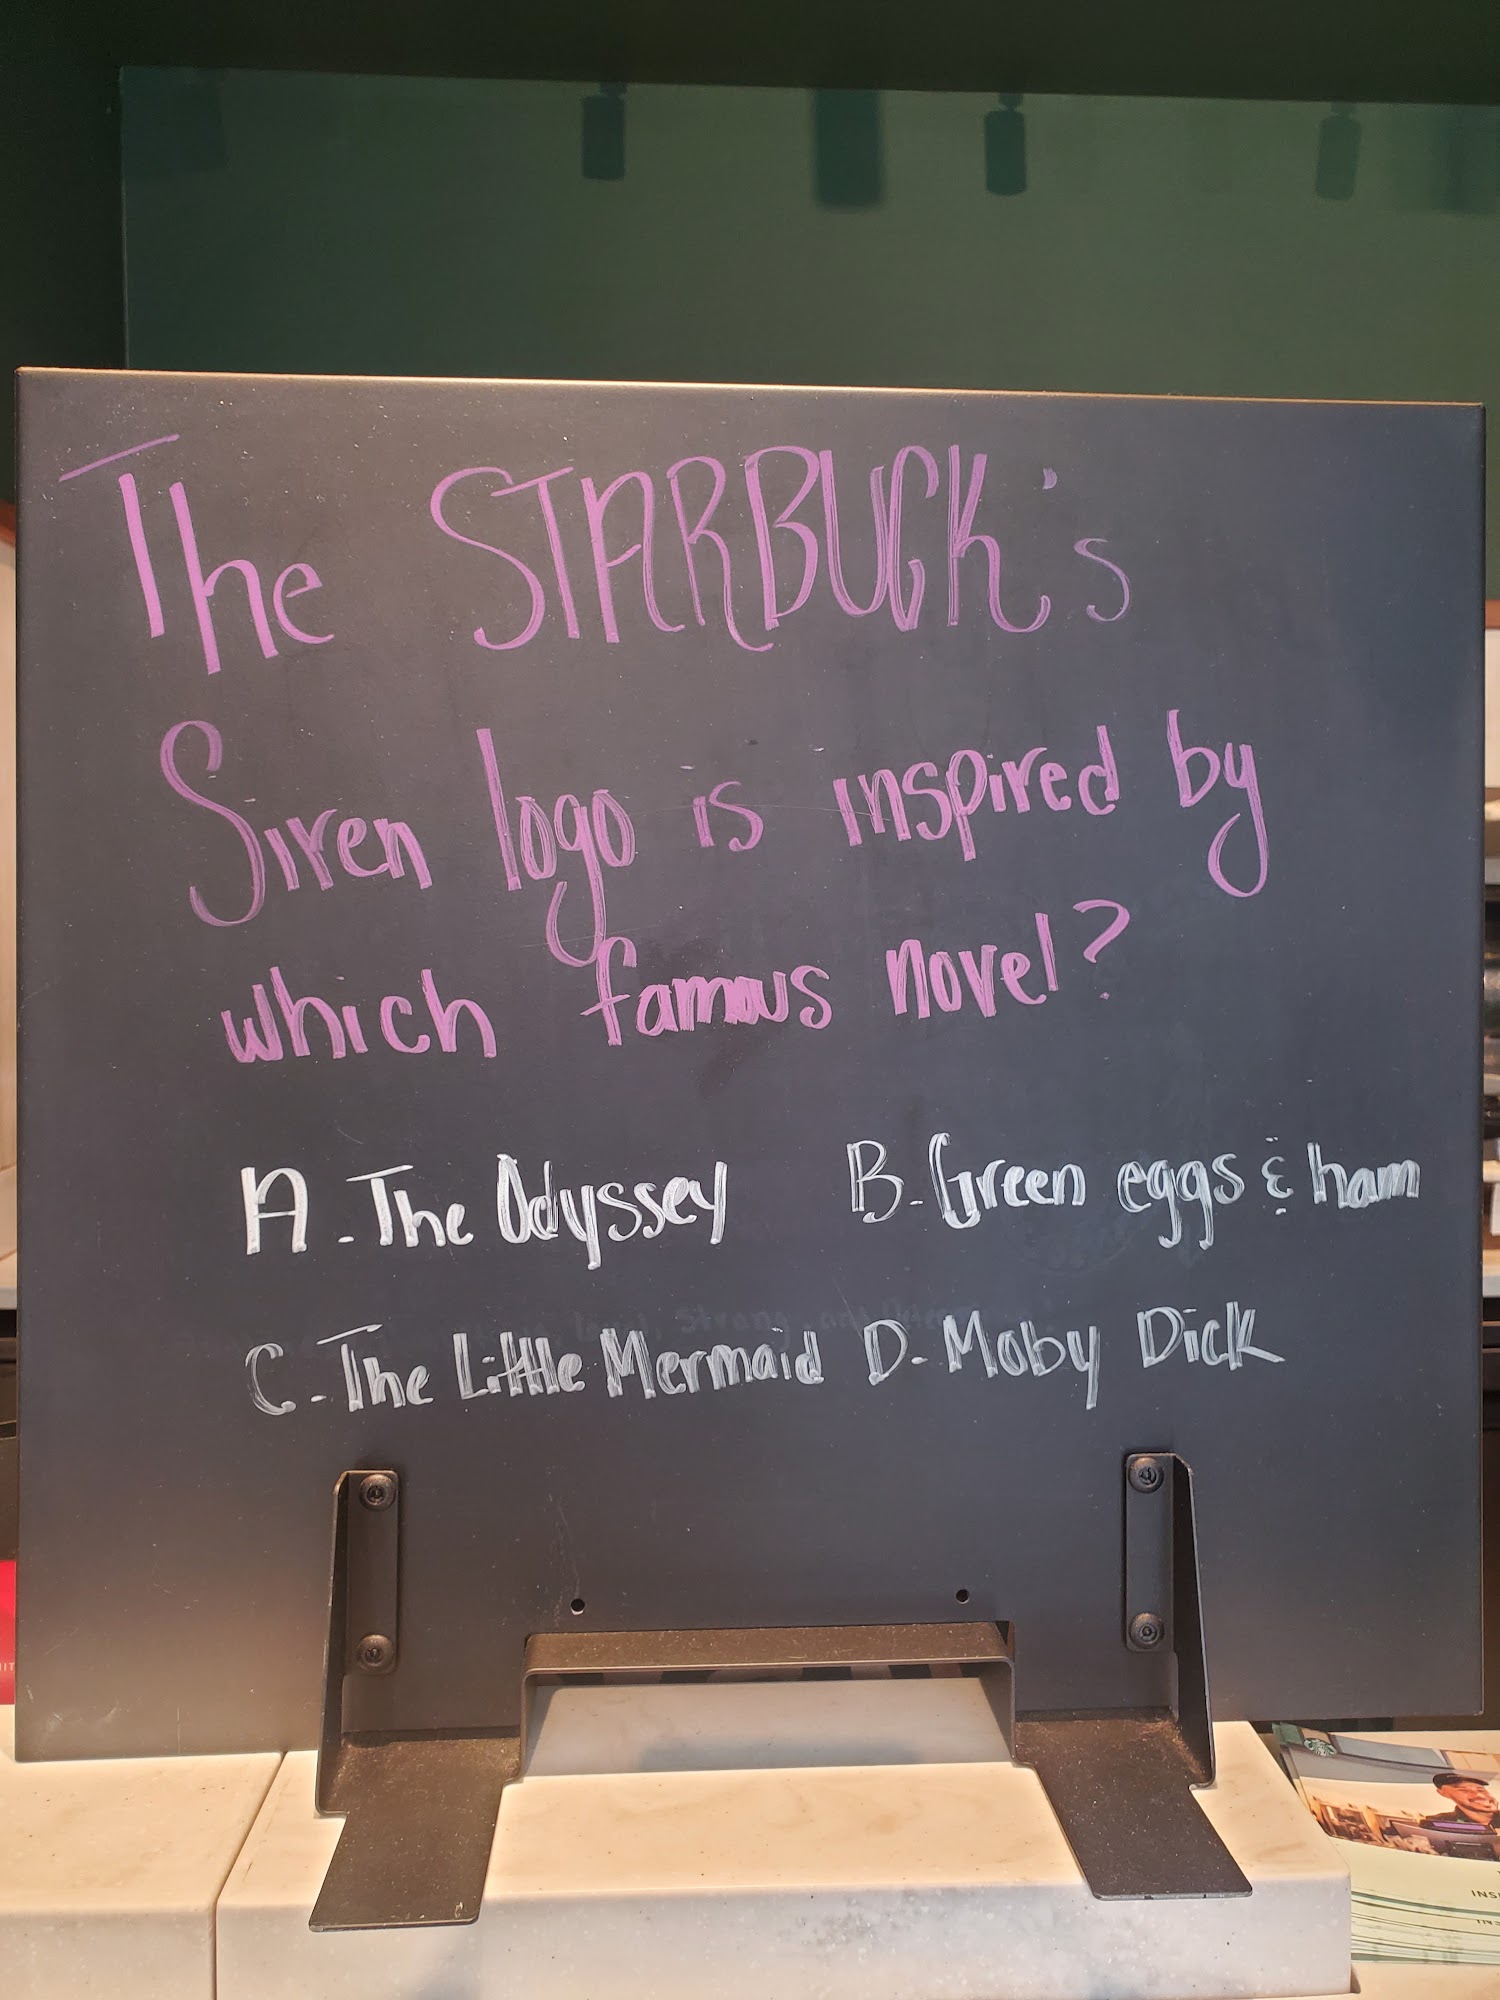 The STARBUCK's
Siren logo is inspired by
which famous novel?
A. The Odyssey B. Green eggs & ham
C. The Little Mermaid D. Moby Dick